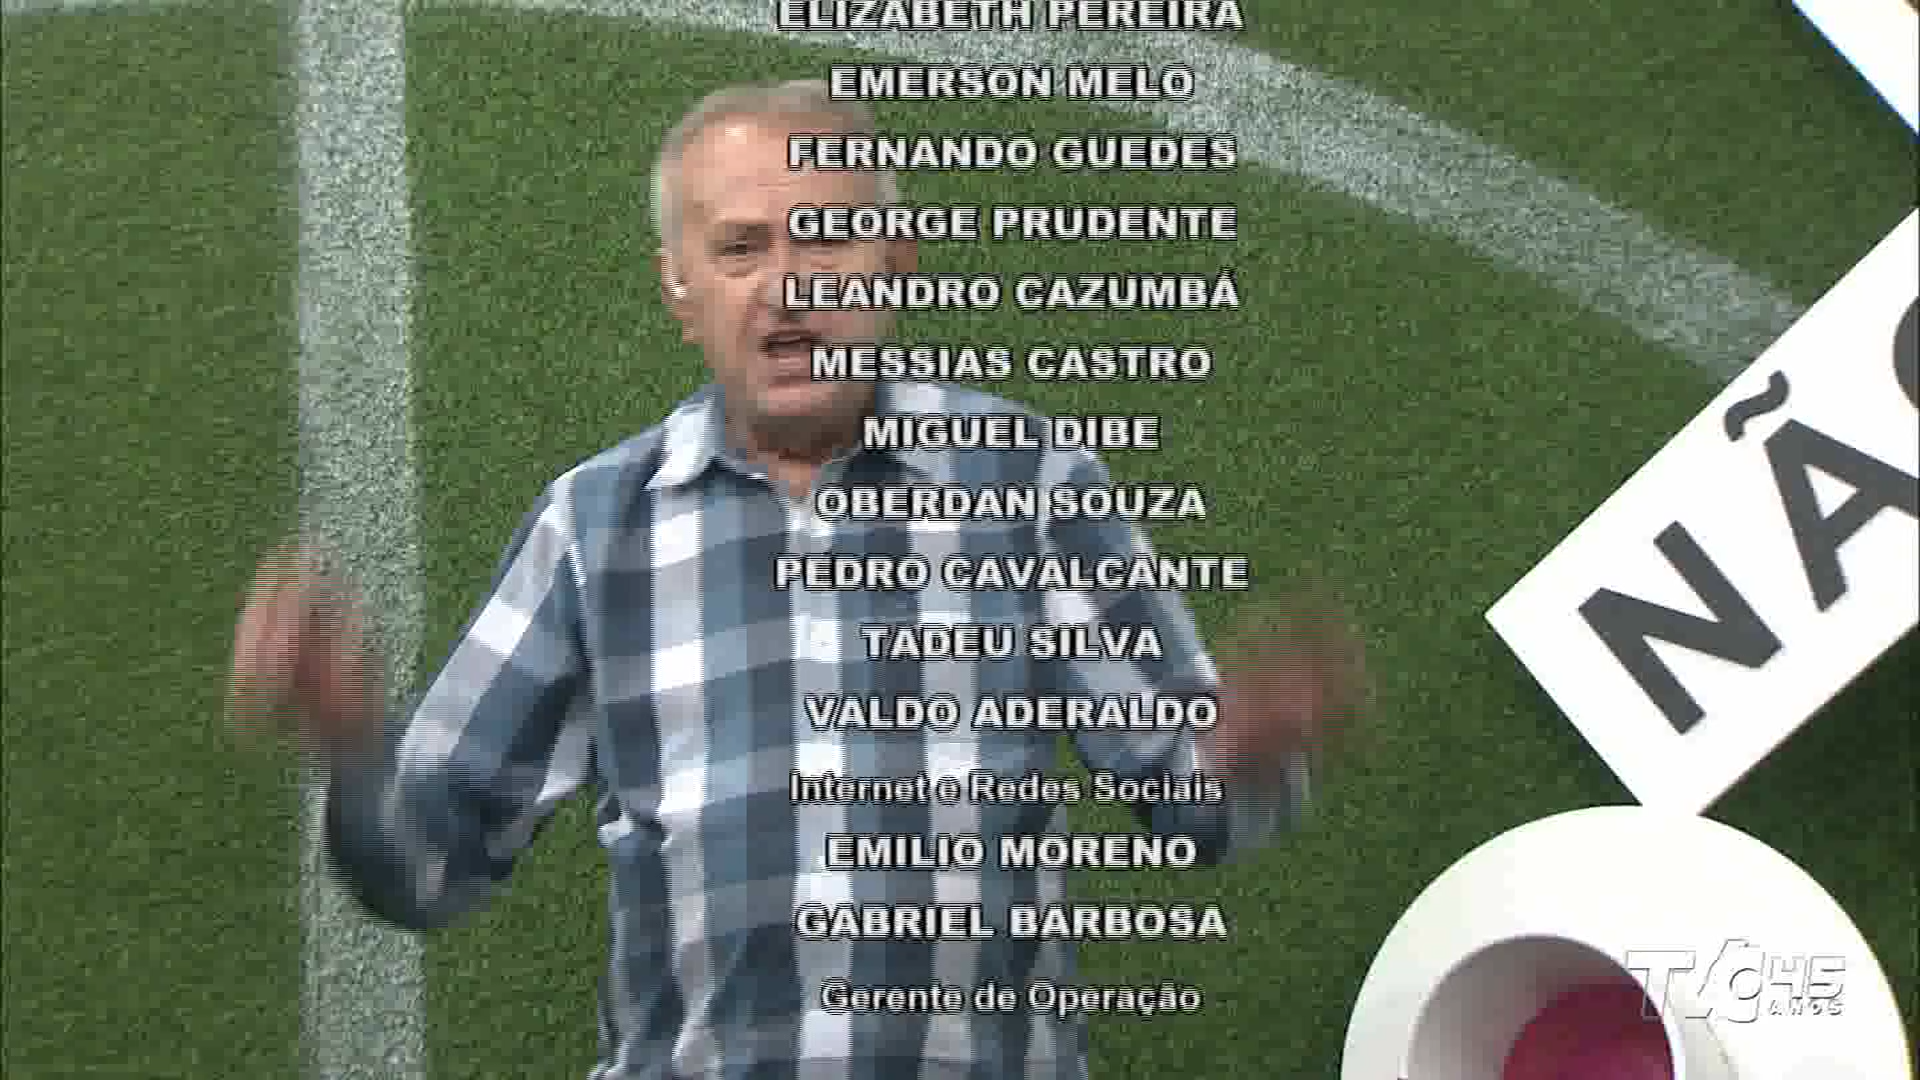 ELIZABETH PEREIRA
EMERSON MELO
FERNANDO GUEDES
GEORGE PRUDENTE
LEANDRO CAZUMBÁ
MESSIAS CASTRO
MIGUEL DIBE
OBERDAN SOUZA
PEDRO CAVALCANTE
TADEU SILVA
VALDO ADERALDO
Internet e Redes Sociais
EMILIO MORENO
GABRIEL BARBOSA
Gerente de Operação
NÃO
TVC 45
ANOS